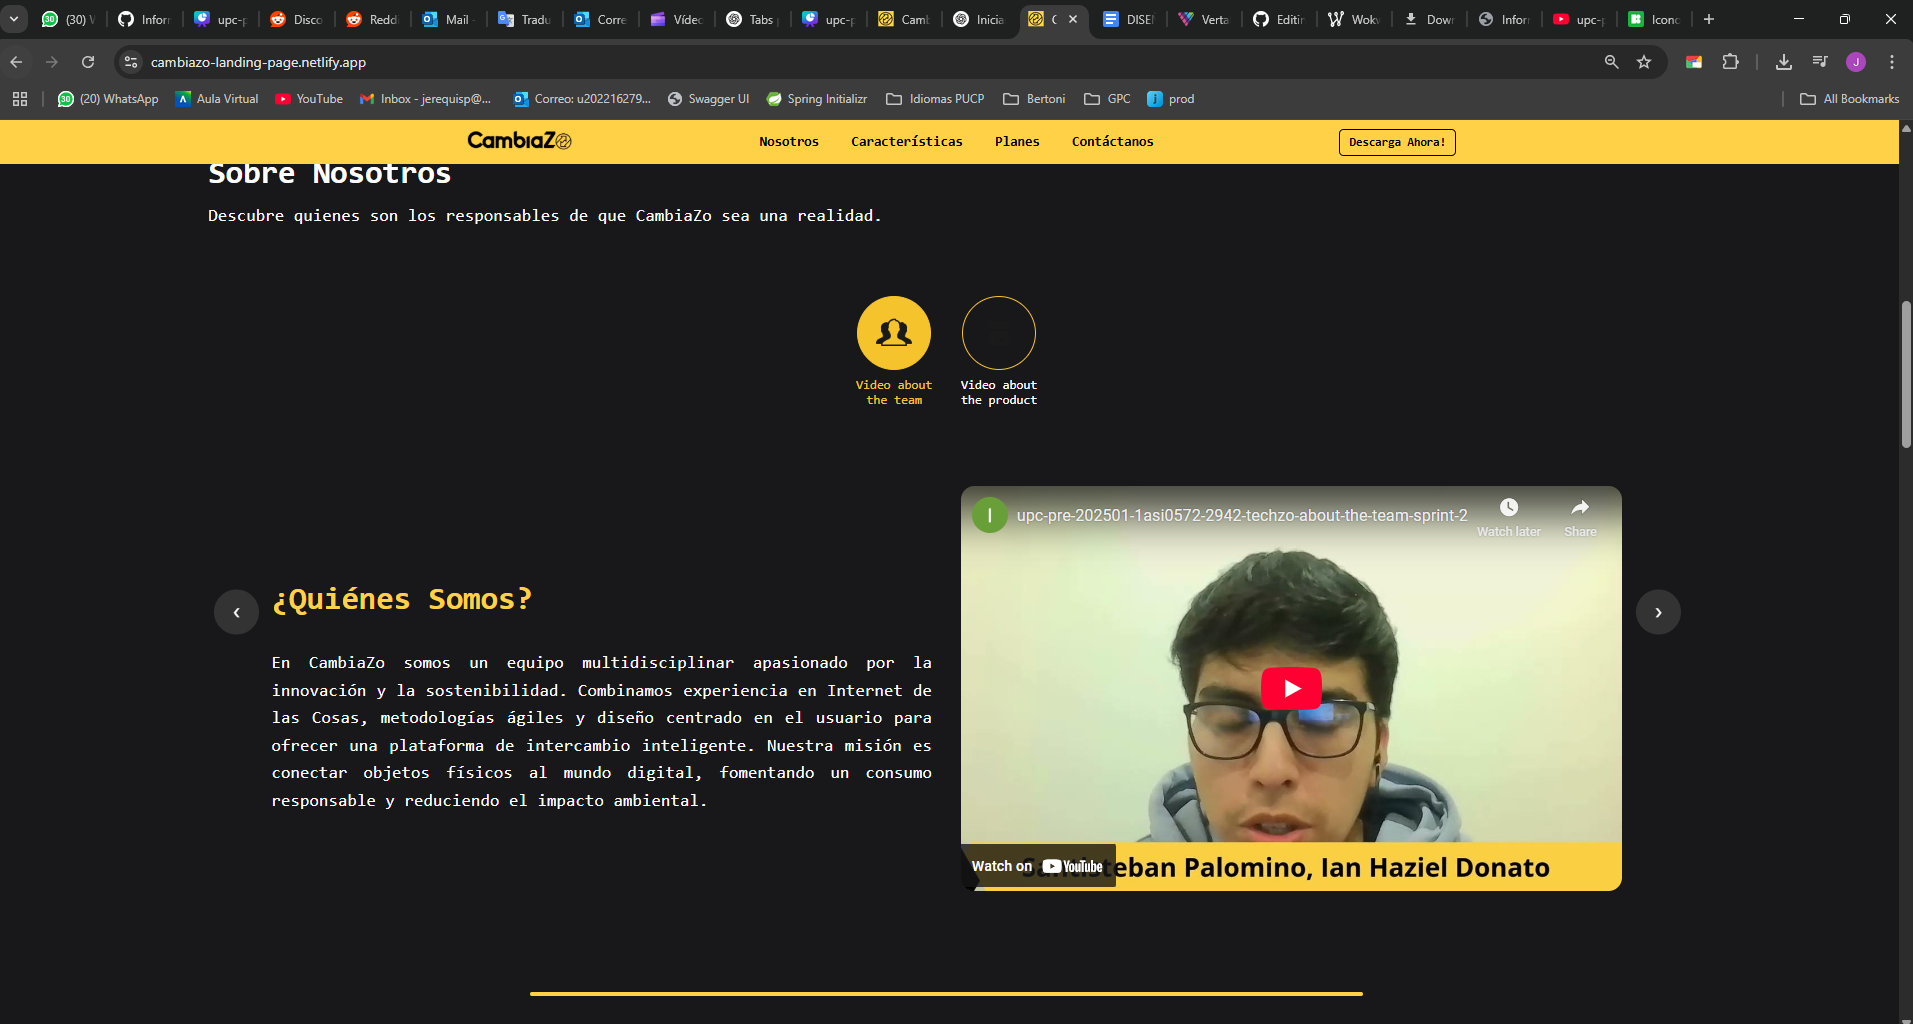 (30) W
Inforr
upc-p
Disco
Reddi
Mail -
Tradu
Corre
Videc
Tabs
upc-p
Camb
Inicia
C
DISEÑ
Verta
Editin
Wokw
Down
Inforr
upc-p
Iconc
cambiazo-landing-page.netlify.app
J
(20) WhatsApp
Aula Virtual
YouTube
Inbox - jerequisp@...
Correo: u202216279...
Swagger UI
Spring Initializr
Idiomas PUCP
Bertoni
GPC
prod
All Bookmarks
CambiaZo
Nosotros
Características
Planes
Contáctanos
Descarga Ahora!
Sobre Nosotros
Descubre quienes son los responsables de que CambiaZo sea una realidad.
Video about
the team
Video about
the product
I
upc-pre-202501-1asi0572-2942-techzo-about-the-team-sprint-2
Watch later
Share
‹
¿Quiénes Somos?
›
En CambiaZo somos un equipo multidisciplinar apasionado por la
innovación y la sostenibilidad. Combinamos experiencia en Internet de
las Cosas, metodologías ágiles y diseño centrado en el usuario para
ofrecer una plataforma de intercambio inteligente. Nuestra misión es
conectar objetos físicos al mundo digital, fomentando un consumo
responsable y reduciendo el impacto ambiental.
Watch on YouTube
Santisteban Palomino, Ian Haziel Donato